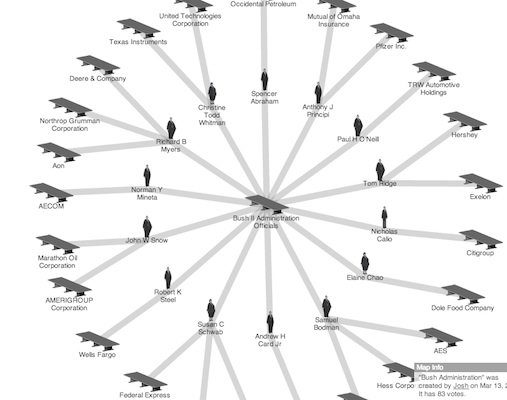 Occidental Petroleum
United Technologies
Corporation
Mutual of Omaha
Insurance
Texas Instruments
Pfizer Inc.
Deere & Company
TRW Automotive
Holdings
Spencer
Abraham
Christine
Todd
Whitman
Anthony J
Principi
Northrop Grumman
Corporation
Hershey
Richard B
Myers
Paul H O'Neill
Aon
Tom Ridge
Exelon
Norman Y
Mineta
AECOM
Bush II Administration
Officials
Nicholas
Calio
John W Snow
Citigroup
Marathon Oil
Corporation
Elaine Chao
Robert K
Steel
AMERIGROUP
Corporation
Dole Food Company
Susan C
Schwab
Andrew H
Card Jr
Samuel
Bodman
Wells Fargo
AES
Hess Corpo
Federal Express
Map Info
"Bush Administration" was
created by Josh on Mar 13, 2
It has 83 votes.